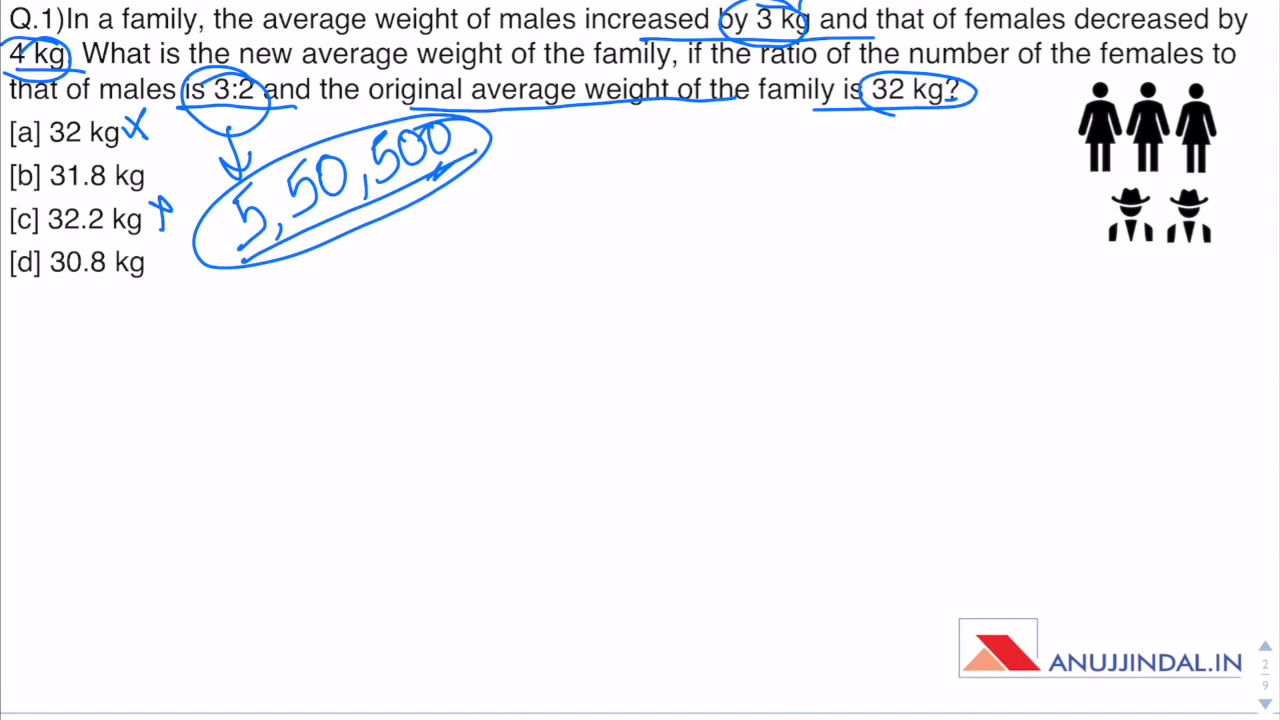 Q.1)In a family, the average weight of males increased by 3 kg and that of females decreased by
4 kg. What is the new average weight of the family, if the ratio of the number of the females to
that of males is 3:2 and the original average weight of the family is 32 kg?
[a] 32 kg x
[b] 31.8 kg
[c] 32.2 kg x
[d] 30.8 kg
5, 50, 500
ANUJJINDAL.IN
2
9